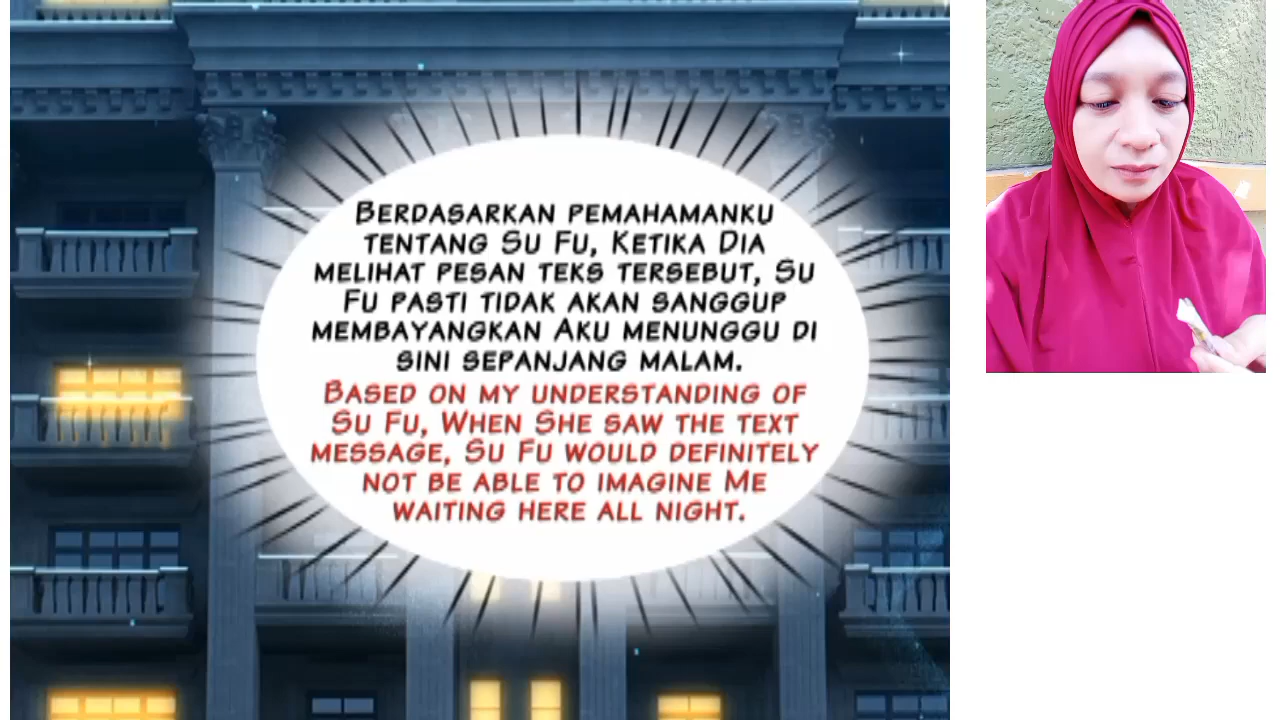 BERDASARKAN PEMAHAMANKU
TENTANG SU FU, KETIKA DIA
MELIHAT PESAN TEKS TERSEBUT, SU
FU PASTI TIDAK AKAN SANGGUP
MEMBAYANGKAN AKU MENUNGGU DI
SINI SEPANJANG MALAM.
BASED ON MY UNDERSTANDING OF
SU FU, WHEN SHE SAW THE TEXT
MESSAGE, SU FU WOULD DEFINITELY
NOT BE ABLE TO IMAGINE ME
WAITING HERE ALL NIGHT.